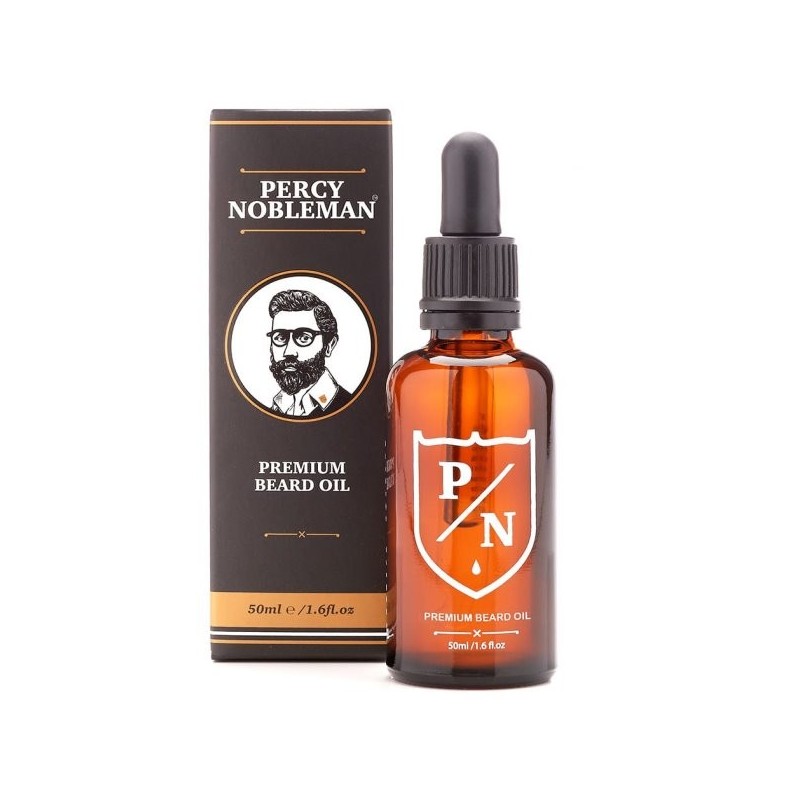 PERCY
NOBLEMAN
PREMIUM
BEARD OIL
50ml ℮ /1.6fl.oz
P/N
PREMIUM BEARD OIL
50ml /1.6 fl.oz